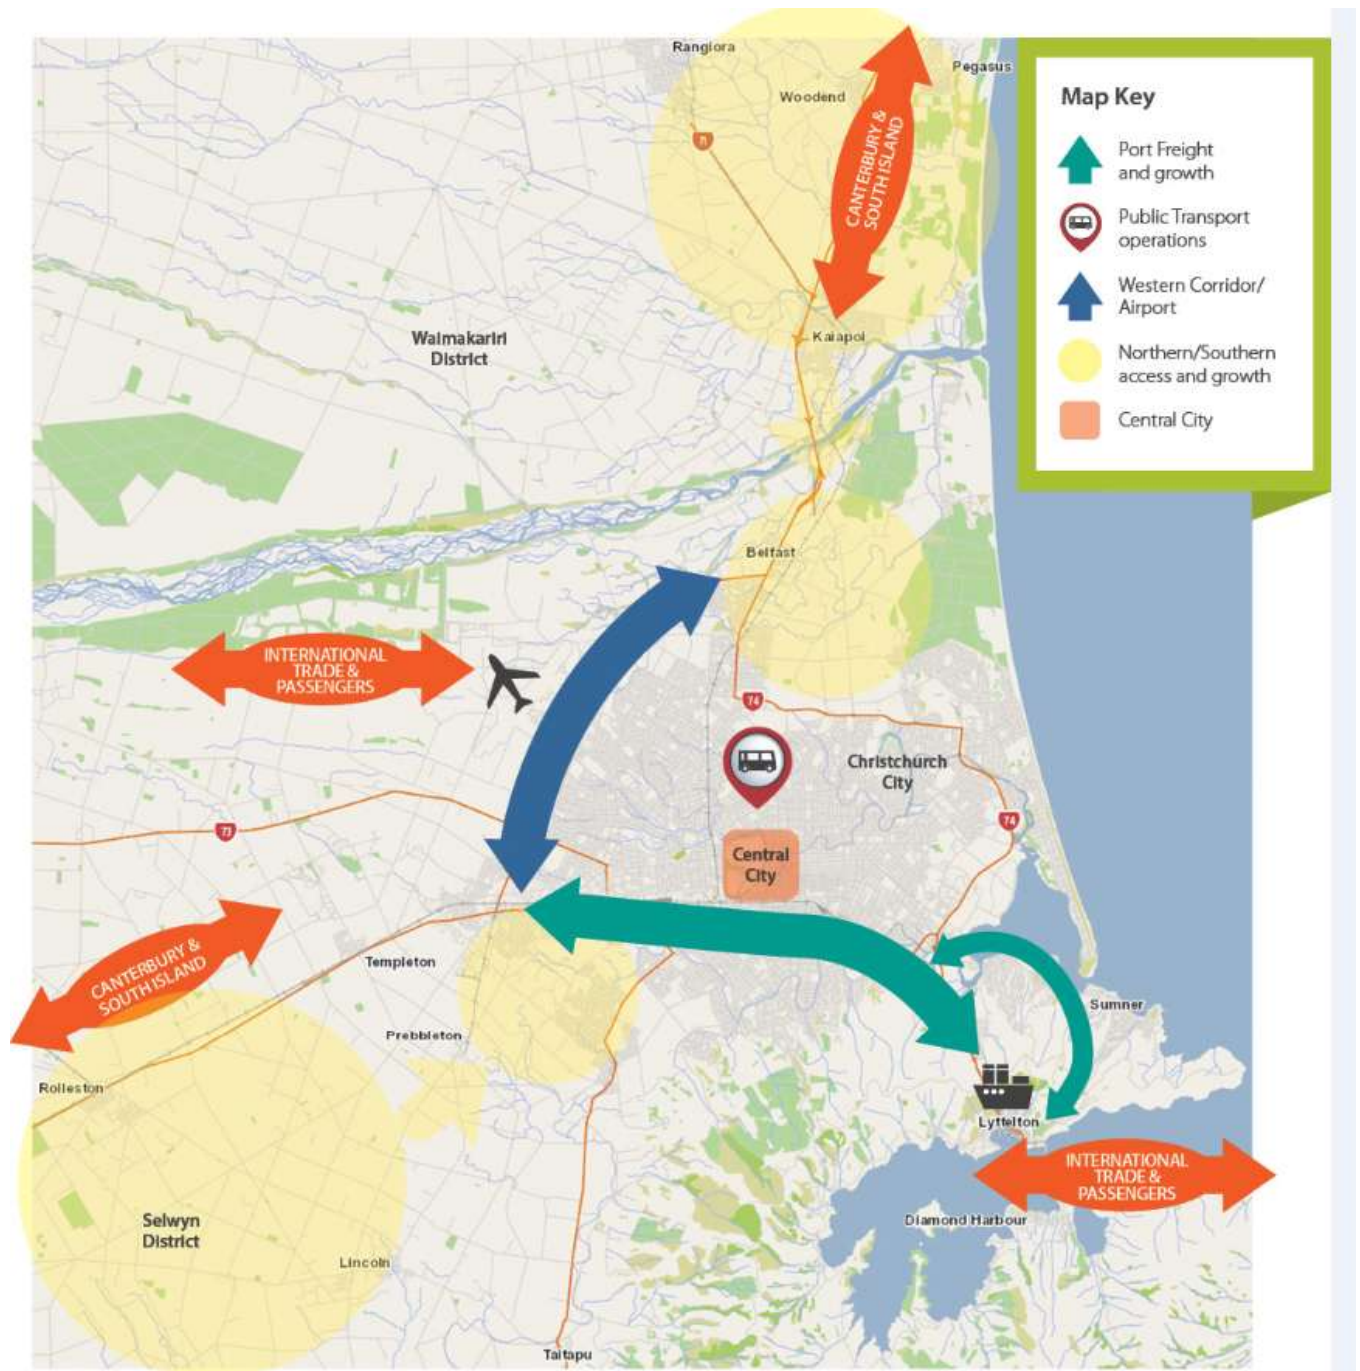 Rangiora
Pegasus
Woodend
71
CANTERBURY &
SOUTH ISLAND
Kaiapoi
Waimakariri
District
Belfast
INTERNATIONAL
TRADE &
PASSENGERS
74
Christchurch
City
73
74
Central
City
CANTERBURY &
SOUTH ISLAND
Templeton
Sumner
Prebbleton
Rolleston
Lyttelton
INTERNATIONAL
TRADE &
PASSENGERS
Selwyn
District
Diamond Harbour
Lincoln
Taitapu
Map Key
Port Freight
and growth
Public Transport
operations
Western Corridor/
Airport
Northern/Southern
access and growth
Central City